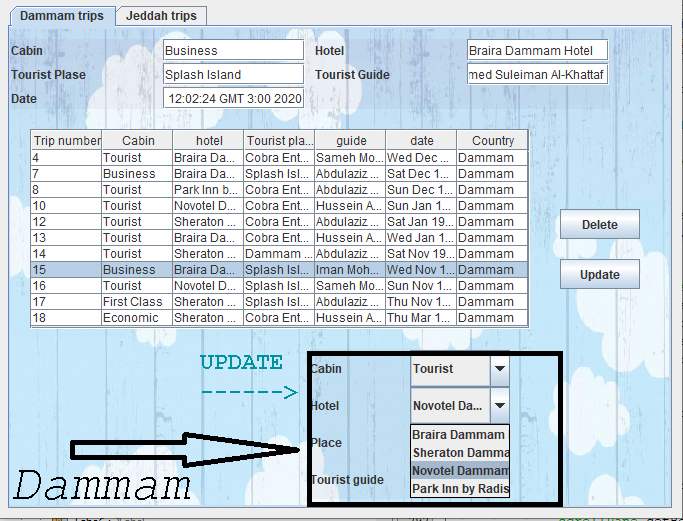 Dammam trips Jeddah trips
Cabin Business Hotel Braira Dammam Hotel
Tourist Plase Splash Island Tourist Guide med Suleiman Al-Khattaf
Date 12:02:24 GMT 3:00 2020
Trip number Cabin hotel Tourist pla... guide date Country
4 Tourist Braira Da... Cobra Ent... Sameh Mo... Wed Dec ... Dammam
7 Business Braira Da... Splash Isl... Abdulaziz ... Sat Dec 1... Dammam
8 Tourist Park Inn b... Cobra Ent... Abdulaziz ... Sun Dec 1... Dammam
10 Tourist Novotel D... Cobra Ent... Hussein A... Sun Jan 1... Dammam
12 Tourist Sheraton ... Cobra Ent... Abdulaziz ... Sat Jan 19... Dammam
13 Tourist Braira Da... Cobra Ent... Hussein A... Wed Jan 1... Dammam
14 Tourist Sheraton ... Dammam ... Abdulaziz ... Sat Nov 19... Dammam
15 Business Braira Da... Splash Isl... Iman Moh... Wed Nov 1... Dammam
16 Tourist Novotel D... Splash Isl... Sameh Mo... Sun Nov 1... Dammam
17 First Class Sheraton ... Splash Isl... Abdulaziz ... Thu Nov 1... Dammam
18 Economic Sheraton ... Cobra Ent... Hussein A... Thu Mar 1... Dammam
Delete
Update
UPDATE
Cabin Tourist
Hotel Novotel Da...
Place
Braira Dammam
Sheraton Damma
Novotel Dammam
Park Inn by Radis
Tourist guide
Dammam